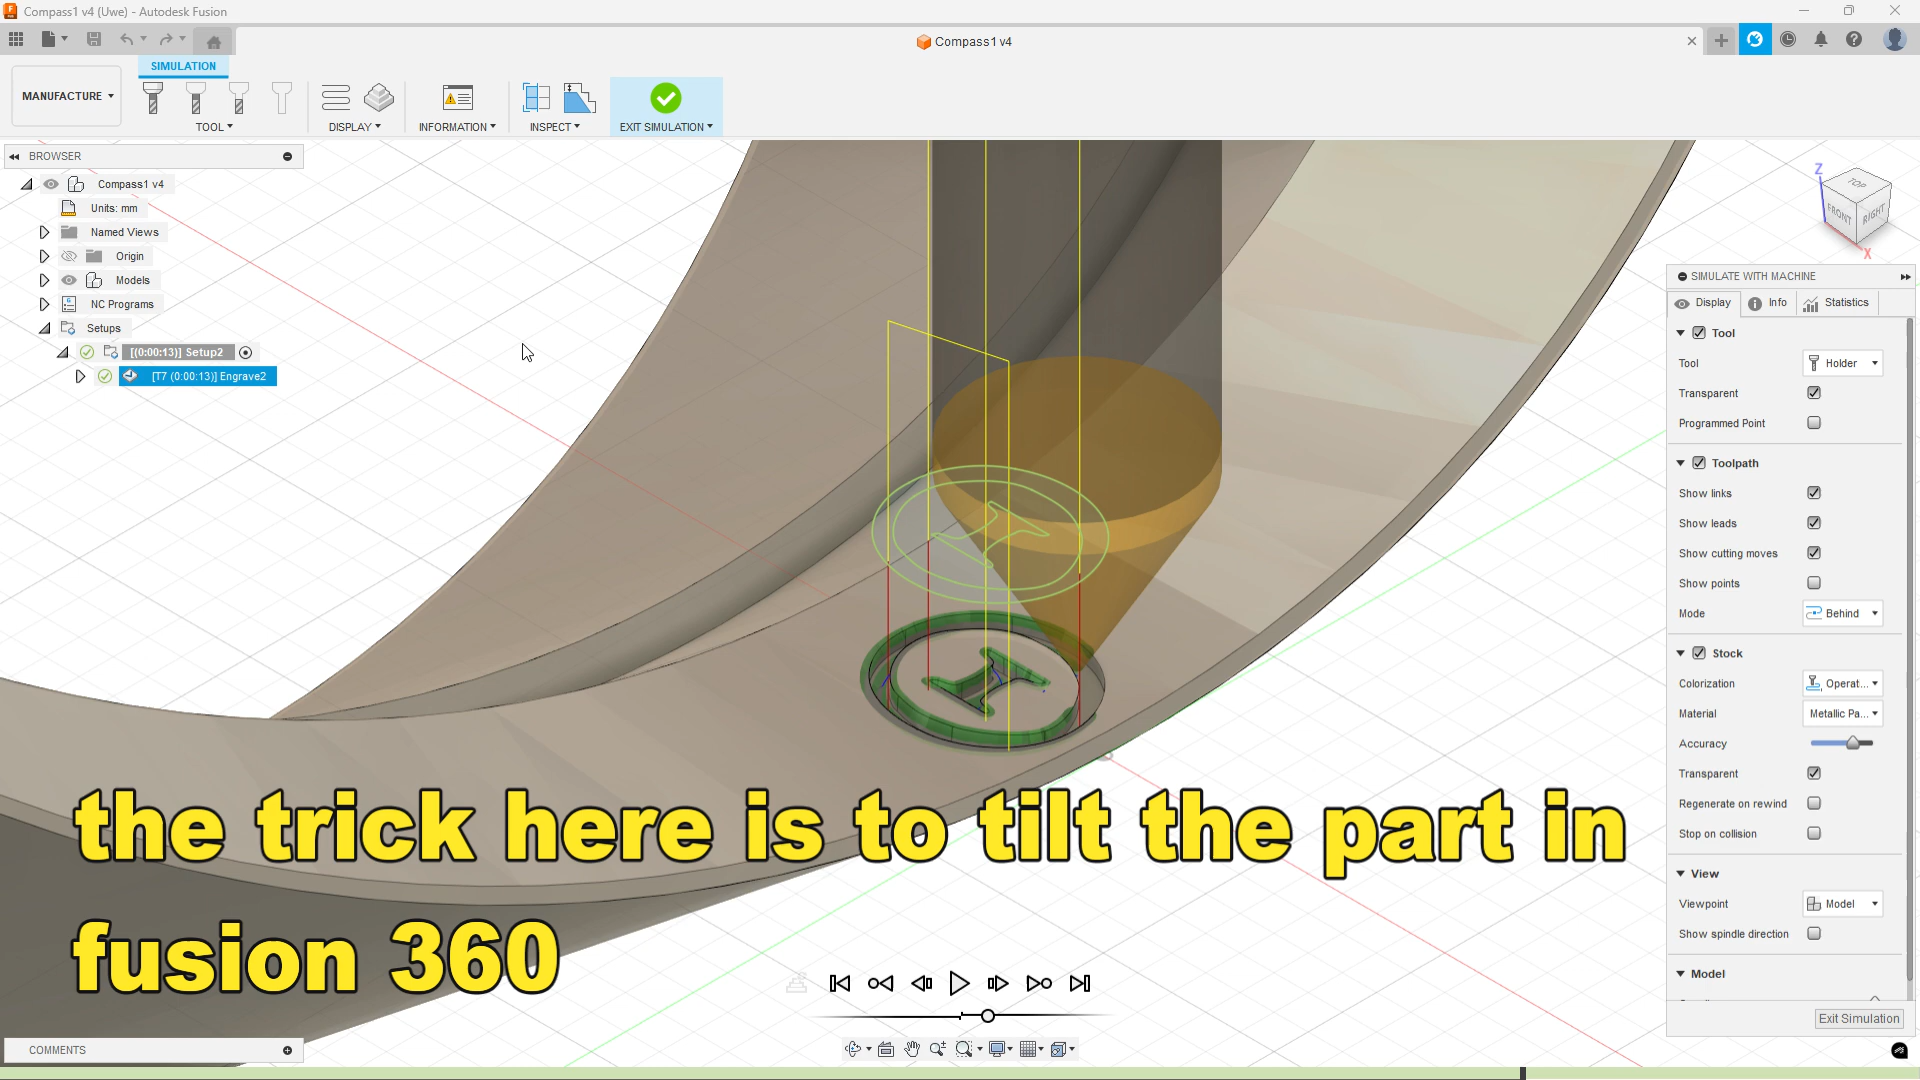 Compass1 v4 (Uwe) - Autodesk Fusion
Compass1 v4
SIMULATION
MANUFACTURE
TOOL
DISPLAY
INFORMATION
INSPECT
EXIT SIMULATION
BROWSER
Compass1 v4
Units: mm
Named Views
Origin
Models
NC Programs
Setups
[(0:00:13)] Setup2
[T7 (0:00:13)] Engrave2
Z
TOP
FRONT
RIGHT
X
SIMULATE WITH MACHINE
Display
Info
Statistics
Tool
Tool
Holder
Transparent
Programmed Point
Toolpath
Show links
Show leads
Show cutting moves
Show points
Mode
Behind
Stock
Colorization
Operat...
Material
Metallic Pa...
Accuracy
Transparent
Regenerate on rewind
Stop on collision
View
Viewpoint
Model
Show spindle direction
Model
Exit Simulation
the trick here is to tilt the part in
fusion 360
COMMENTS